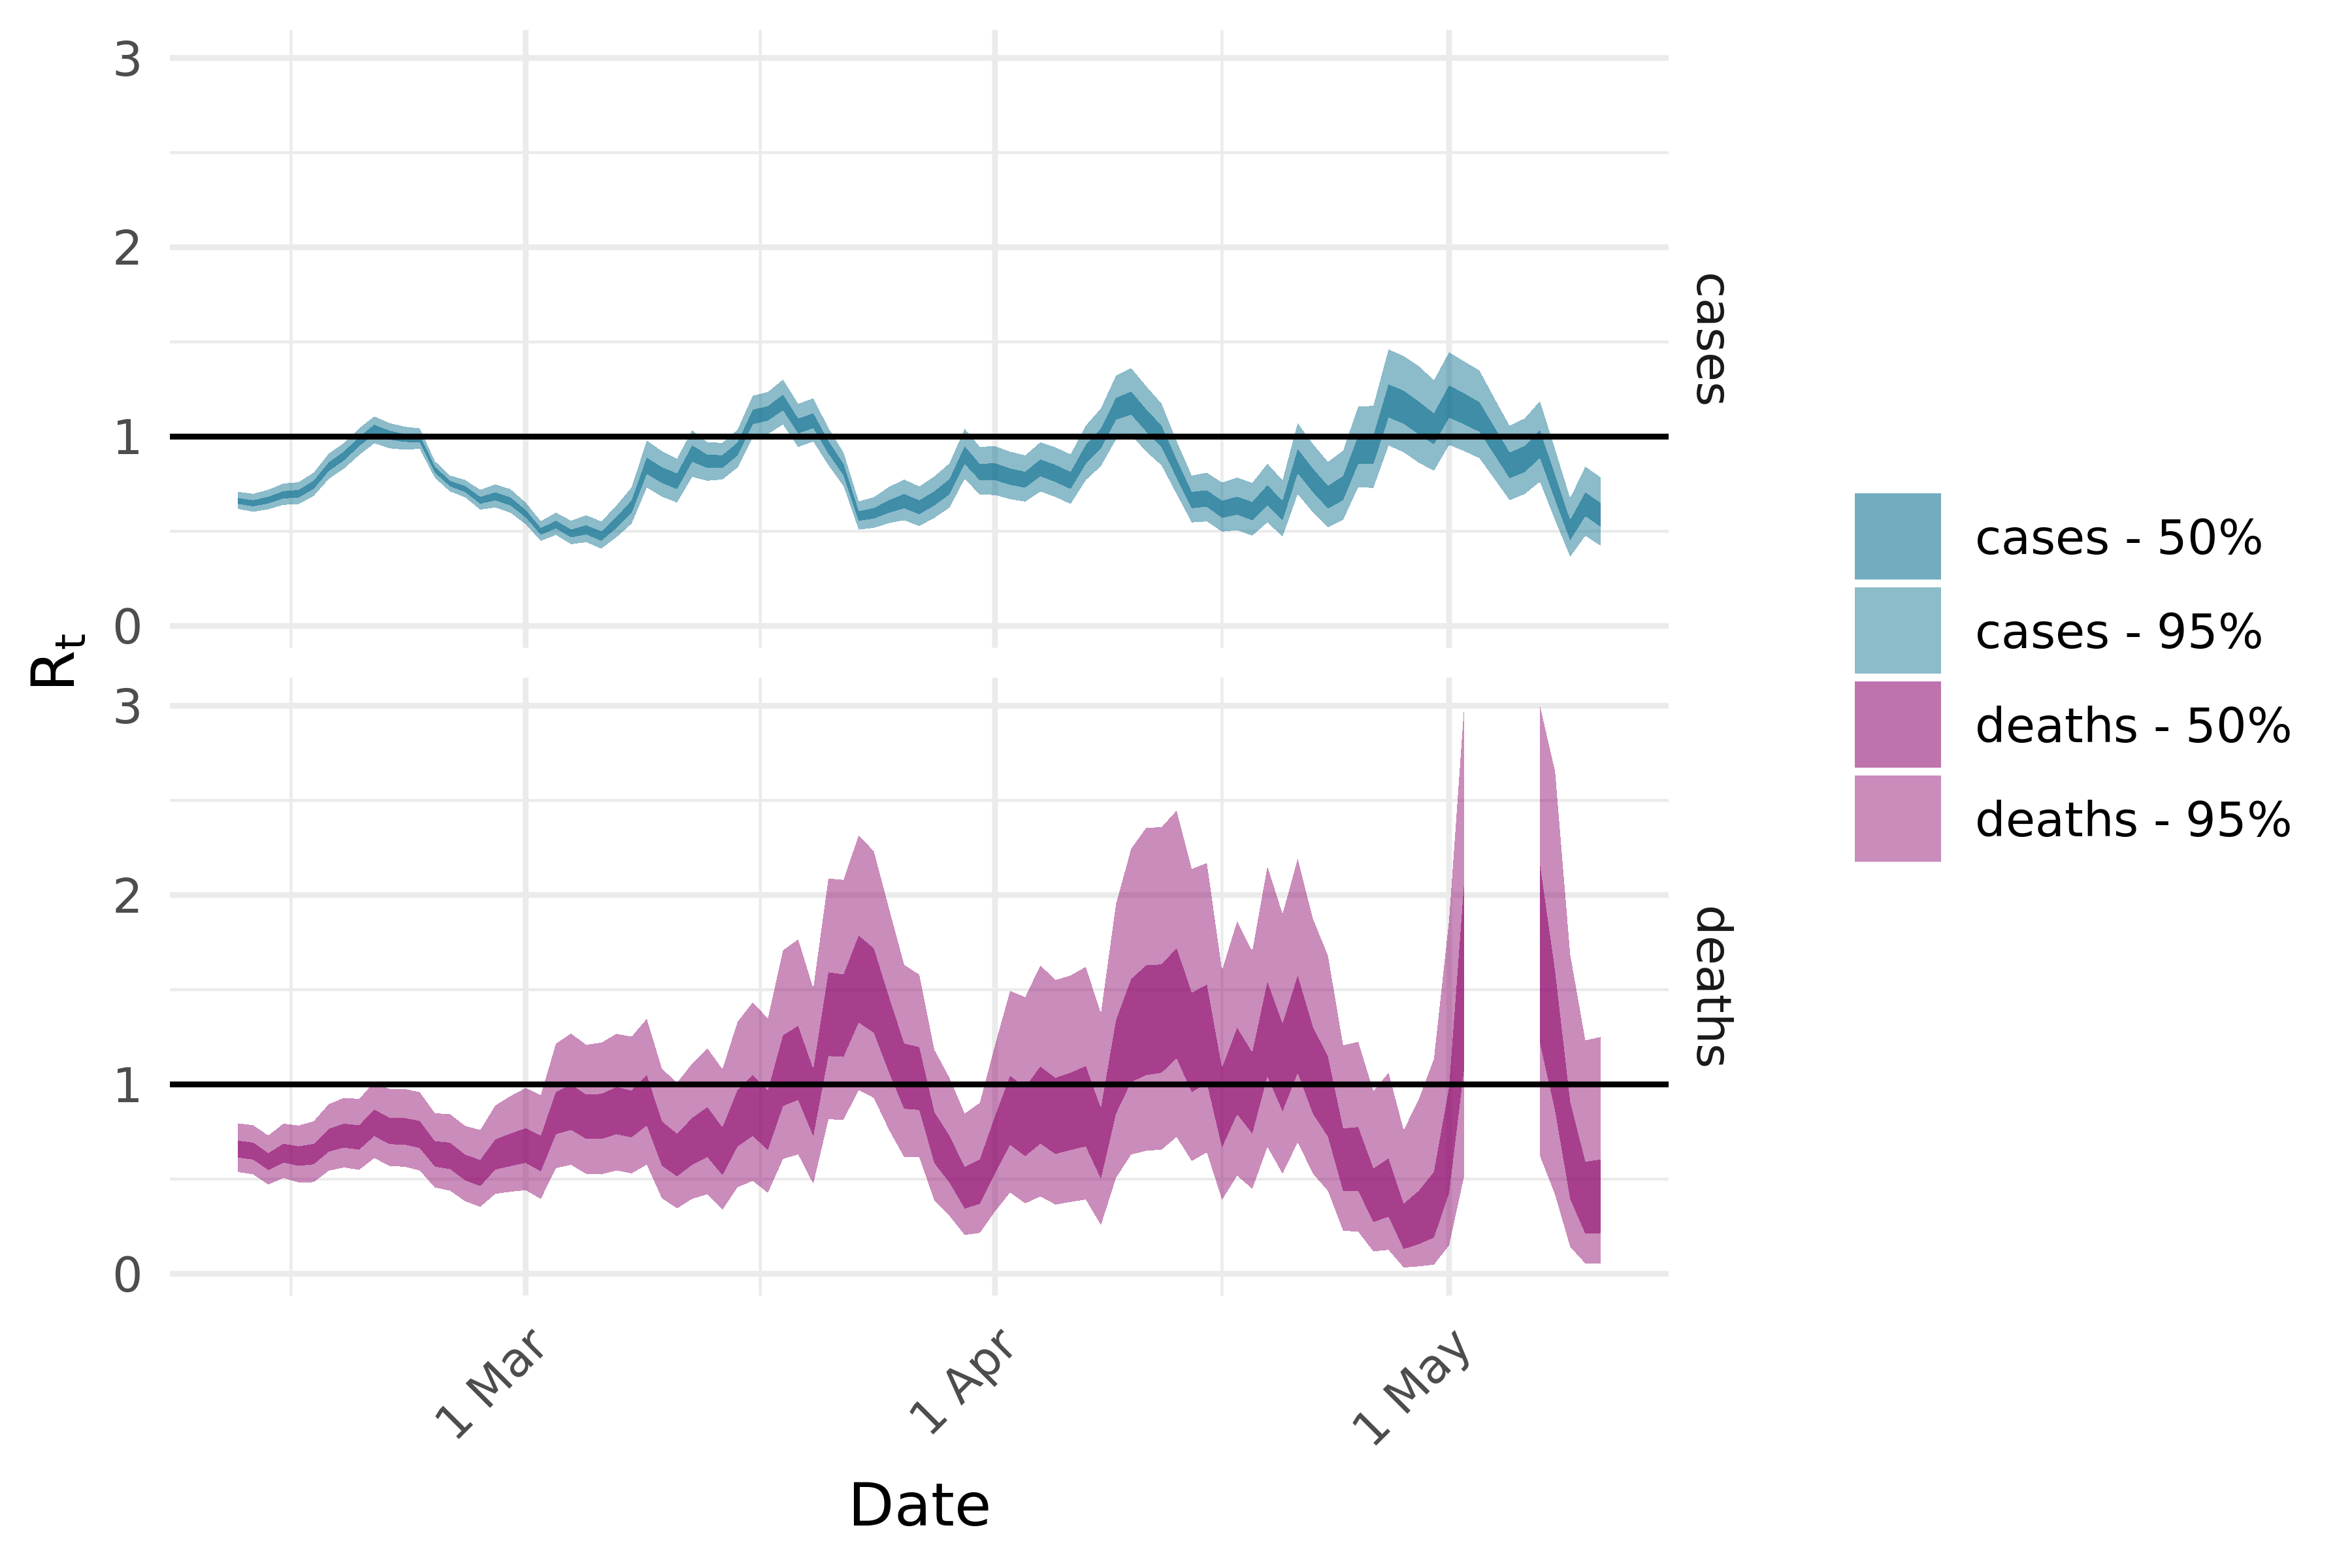 3
2
1
0
cases
3
2
1
0
deaths
Rt
1 Mar
1 Apr
1 May
Date
cases - 50%
cases - 95%
deaths - 50%
deaths - 95%